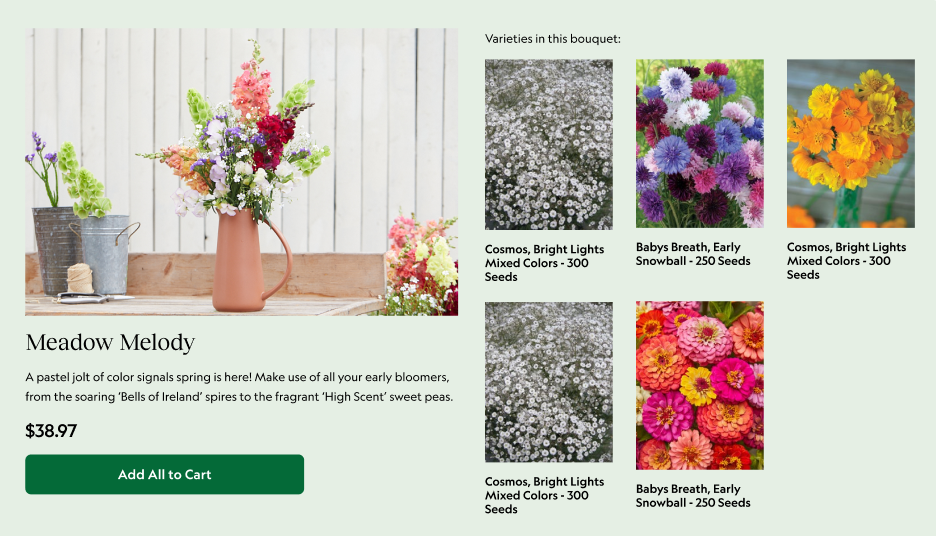 Meadow Melody
A pastel jolt of color signals spring is here! Make use of all your early bloomers,
from the soaring ‘Bells of Ireland’ spires to the fragrant ‘High Scent’ sweet peas.
$38.97
Add All to Cart
Varieties in this bouquet:
Cosmos, Bright Lights
Mixed Colors - 300
Seeds
Babys Breath, Early
Snowball - 250 Seeds
Cosmos, Bright Lights
Mixed Colors - 300
Seeds
Cosmos, Bright Lights
Mixed Colors - 300
Seeds
Babys Breath, Early
Snowball - 250 Seeds